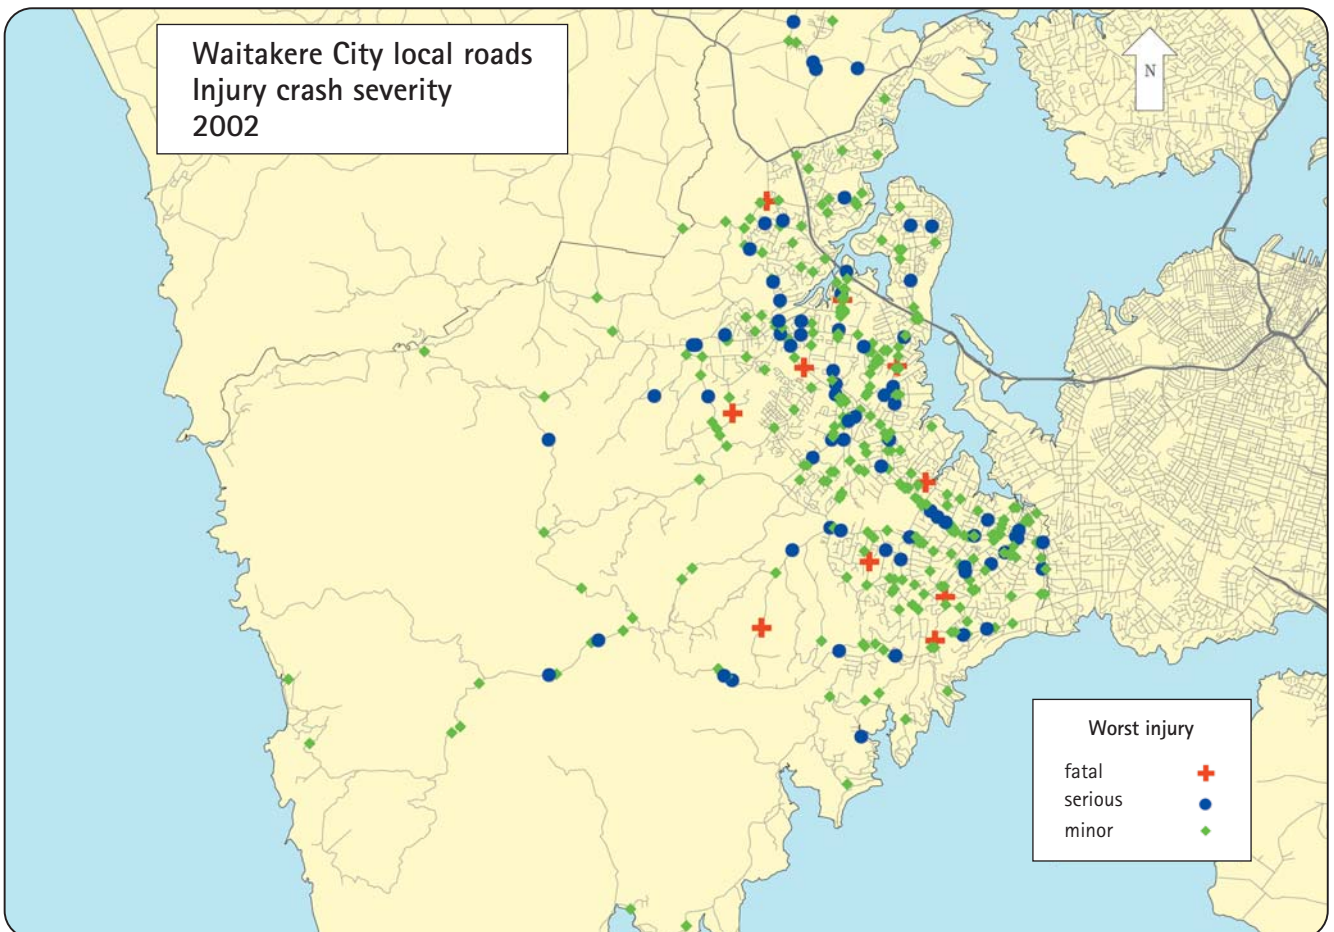 Waitakere City local roads
Injury crash severity
2002
N
Worst injury
fatal
serious
minor